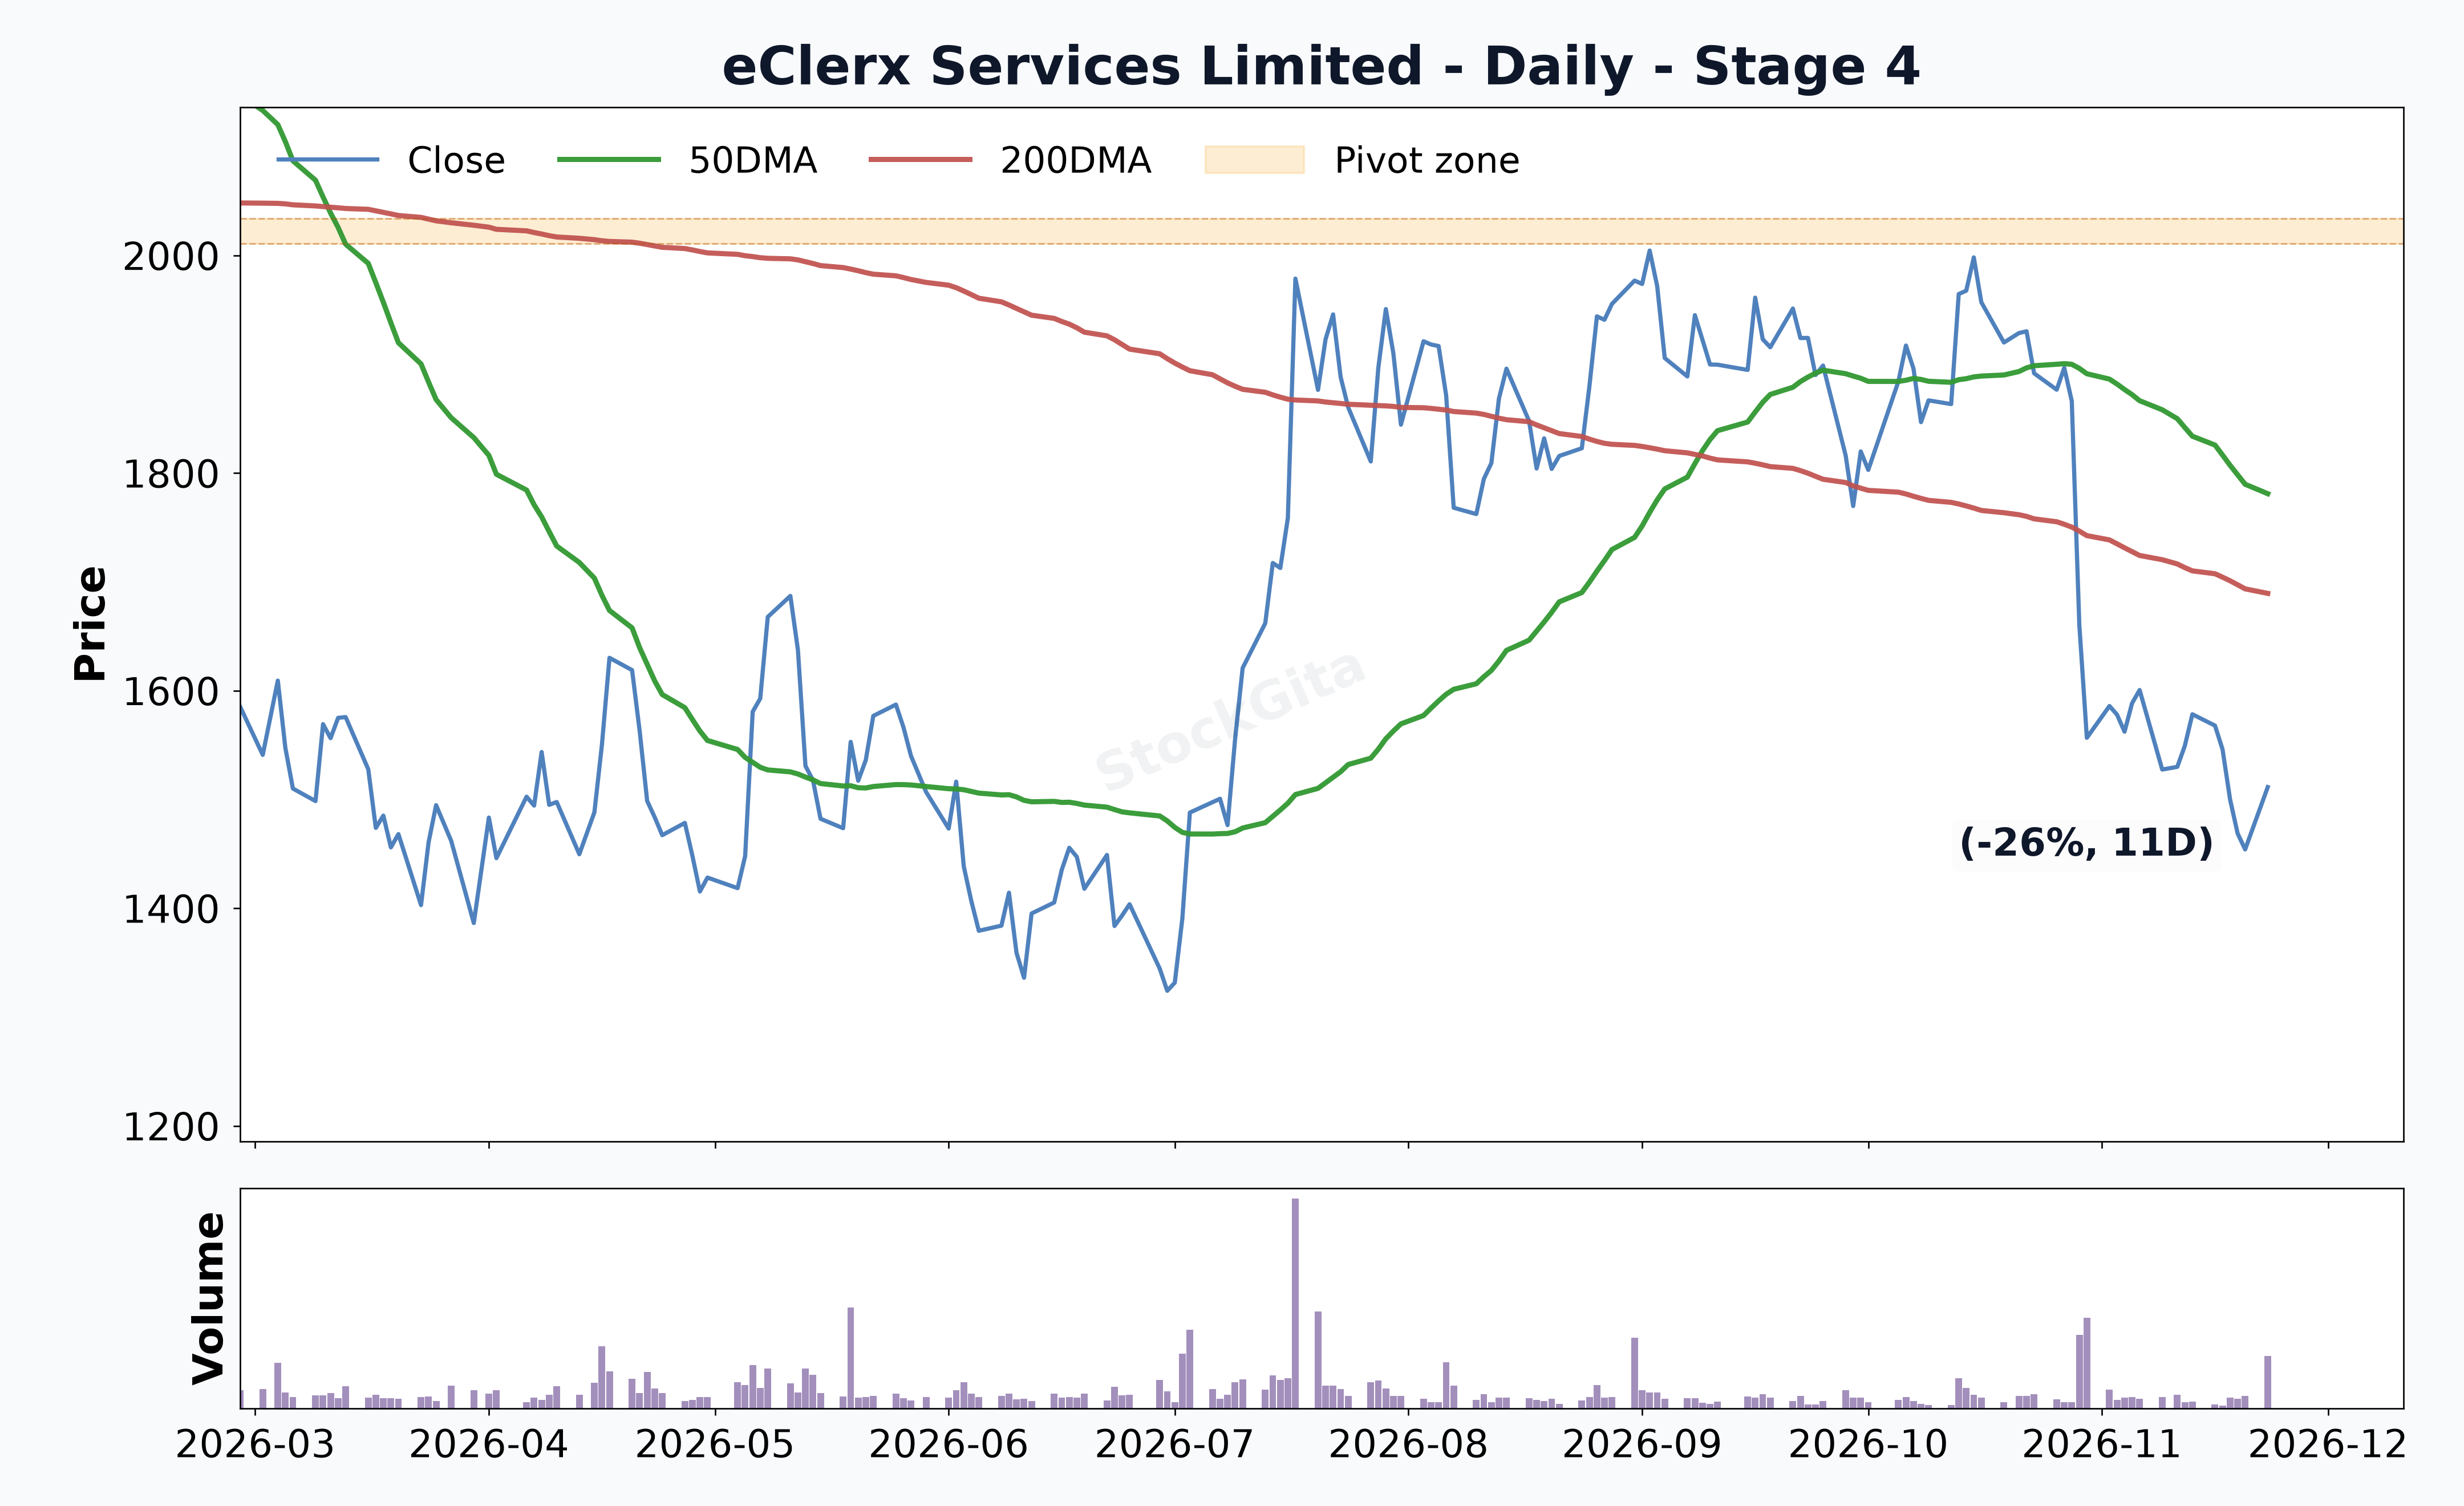 eClerx Services Limited - Daily - Stage 4
Close 50DMA 200DMA Pivot zone
Price
2000
1800
1600
1400
1200
StockGita
(-26%, 11D)
Volume
2026-03 2026-04 2026-05 2026-06 2026-07 2026-08 2026-09 2026-10 2026-11 2026-12